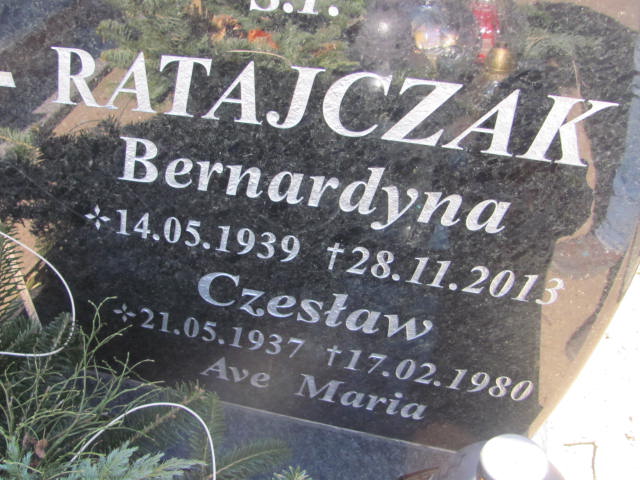 Ś.P.
- RATAJCZAK
Bernardyna
✢14.05.1939 †28.11.2013
Czesław
✢21.05.1937 †17.02.1980
Ave Maria